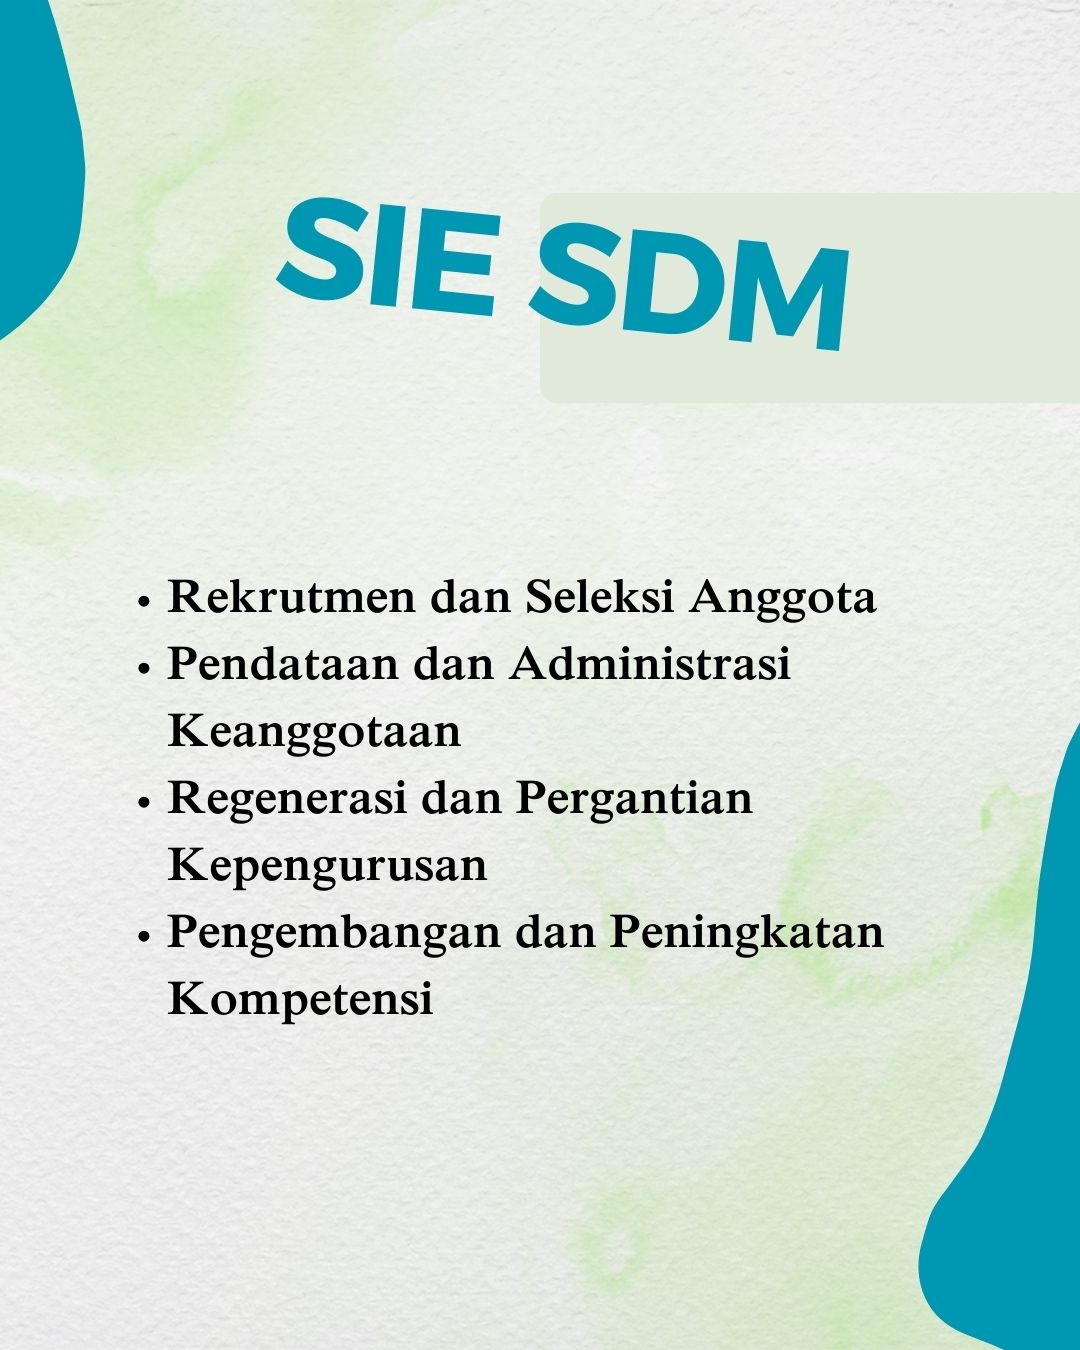 SIE SDM
• Rekrutmen dan Seleksi Anggota
• Pendataan dan Administrasi
Keanggotaan
• Regenerasi dan Pergantian
Kepengurusan
• Pengembangan dan Peningkatan
Kompetensi